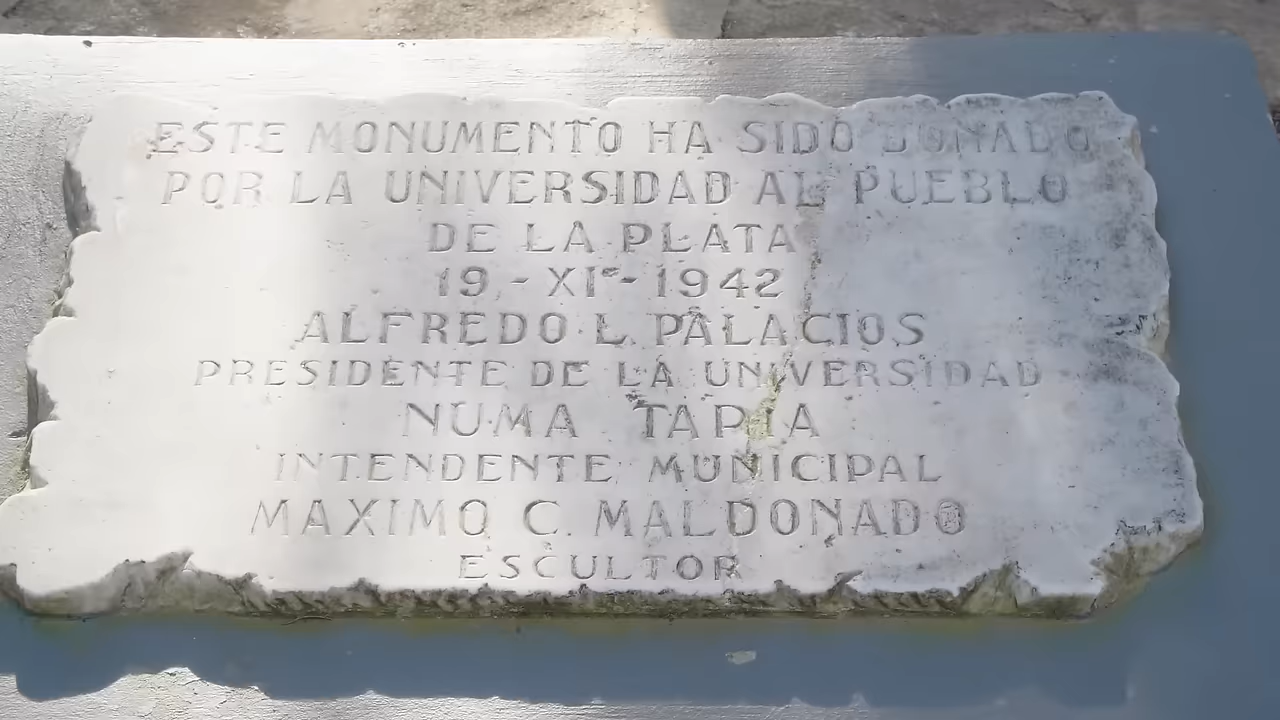 ESTE MONUMENTO HA SIDO DONADO
POR LA UNIVERSIDAD AL PUEBLO
DE LA PLATA
19 - XI - 1942
ALFREDO L. PALACIOS
PRESIDENTE DE LA UNIVERSIDAD
NUMA TAPIA
INTENDENTE MUNICIPAL
MAXIMO C. MALDONADO
ESCULTOR